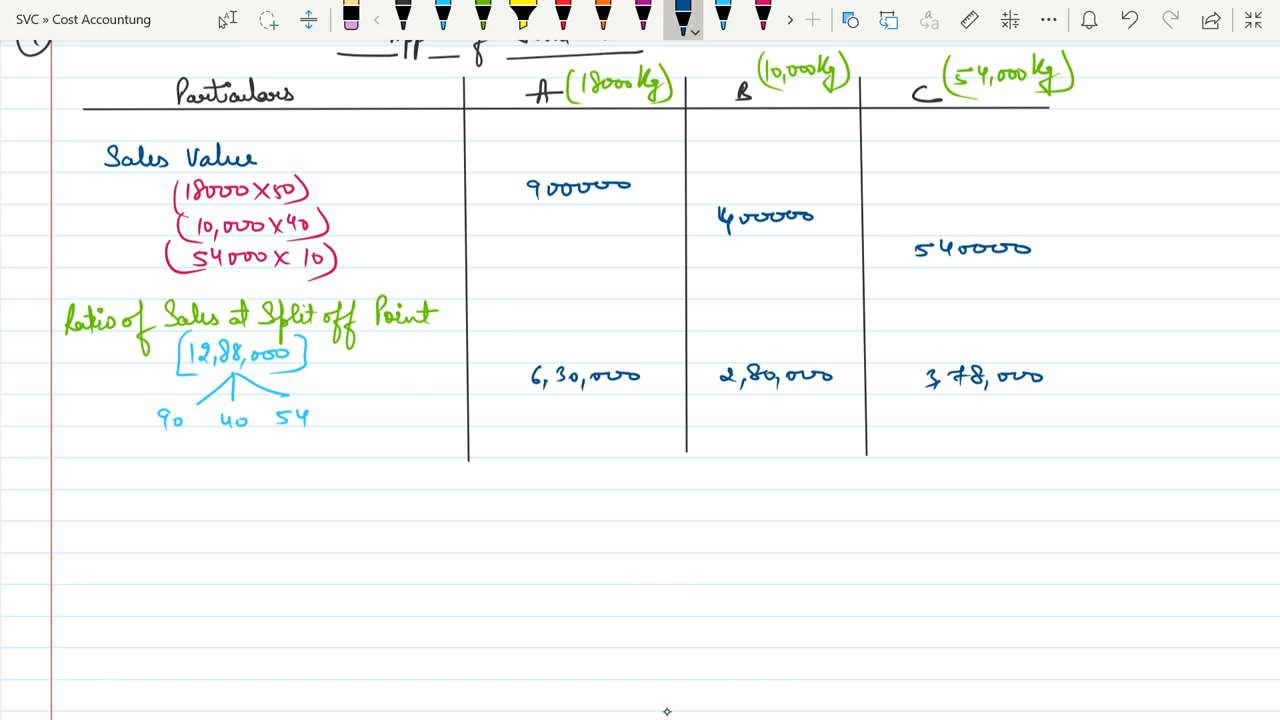 SVC » Cost Accountung
Particulars A (18000 kg) B (10,000 kg) C (54,000 kg)
Sales Value
(18000 × 50) 900000
(10,000 × 40) 400000
(54000 × 10) 540000
Ratio of Sales at Split off Point
[12,88,000]
6,30,000 2,80,000 3,78,000
90 40 54